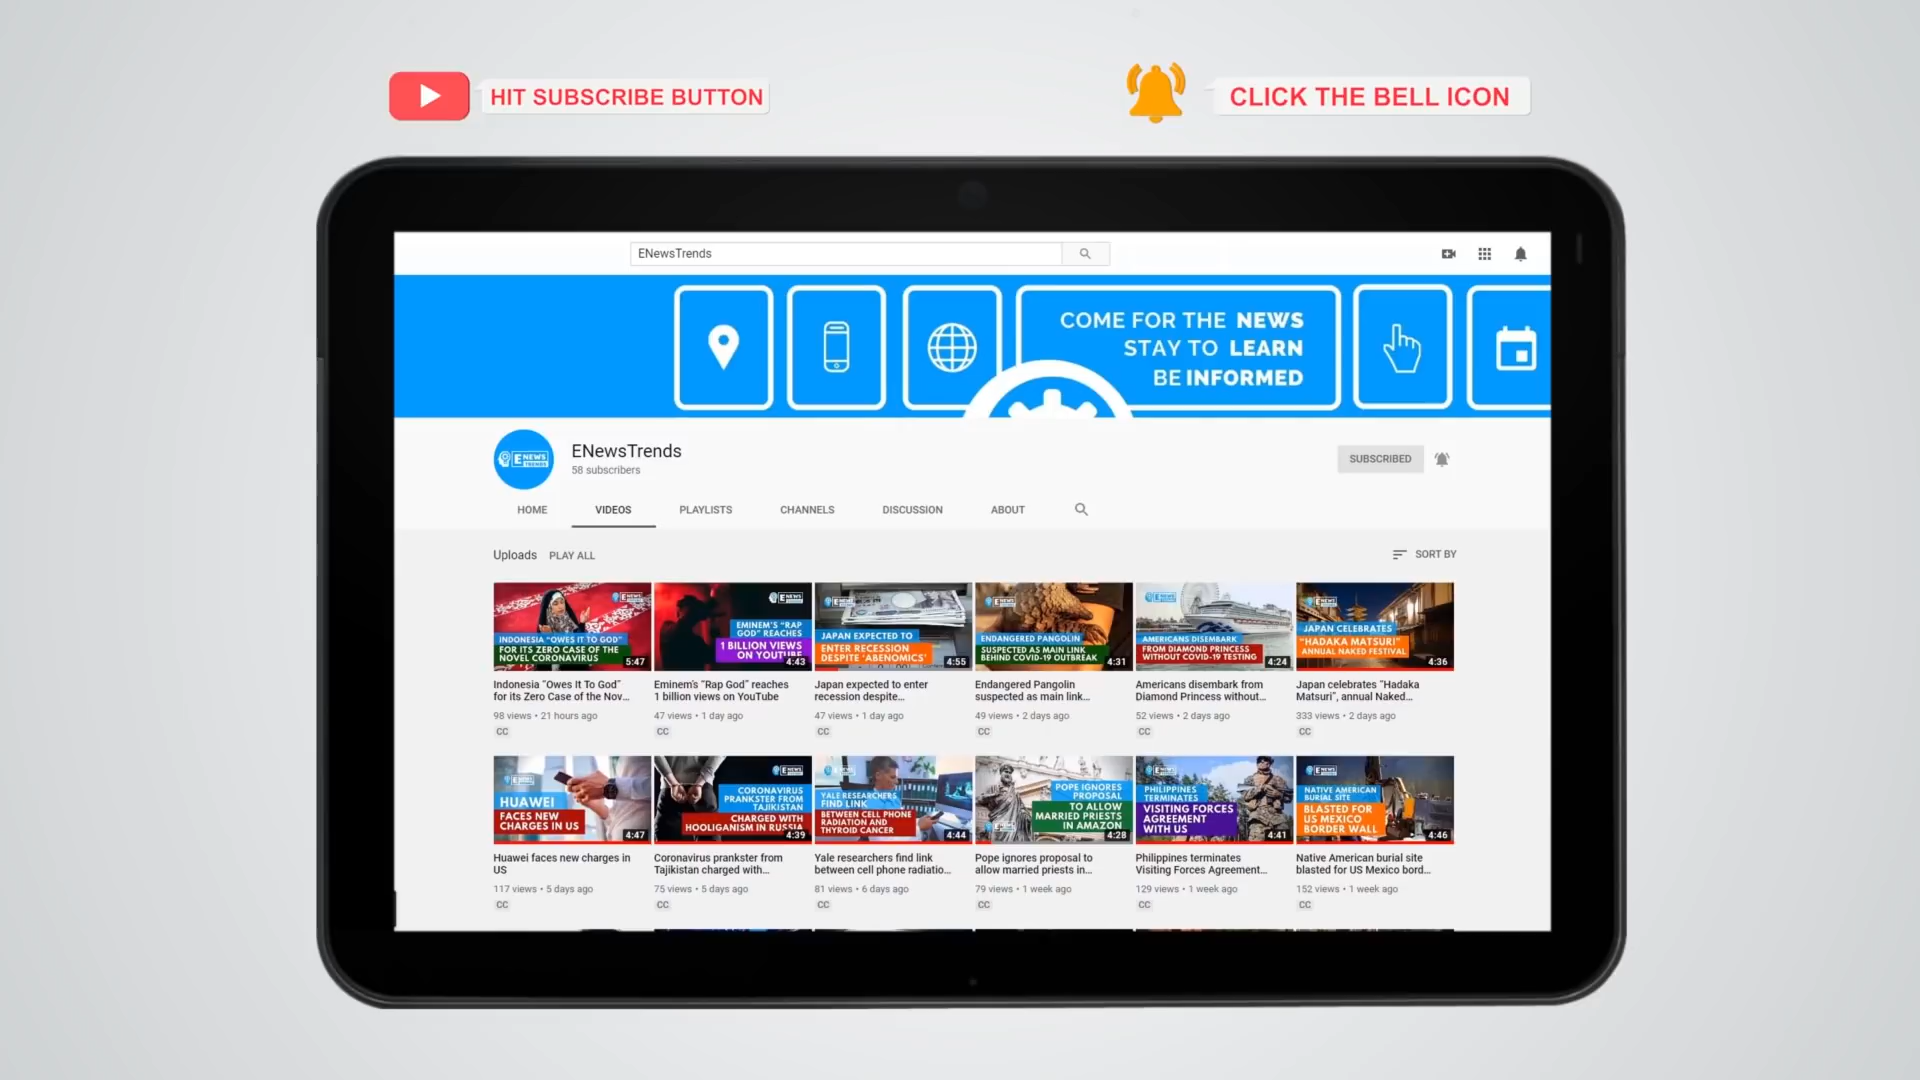 HIT SUBSCRIBE BUTTON
CLICK THE BELL ICON
ENewsTrends
COME FOR THE NEWS
STAY TO LEARN
BE INFORMED
E NEWS
TRENDS
ENewsTrends
58 subscribers
SUBSCRIBED
HOME VIDEOS PLAYLISTS CHANNELS DISCUSSION ABOUT
Uploads PLAY ALL
SORT BY
INDONESIA "OWES IT TO GOD"
FOR ITS ZERO CASE OF THE
NOVEL CORONAVIRUS
5:47
Indonesia "Owes It To God"
for its Zero Case of the Nov...
98 views • 21 hours ago
CC
EMINEM'S "RAP
GOD" REACHES
1 BILLION VIEWS
ON YOUTUBE
4:43
Eminem's "Rap God" reaches
1 billion views on YouTube
47 views • 1 day ago
CC
JAPAN EXPECTED TO
ENTER RECESSION
DESPITE 'ABENOMICS'
4:55
Japan expected to enter
recession despite...
47 views • 1 day ago
CC
ENDANGERED PANGOLIN
SUSPECTED AS MAIN LINK
BEHIND COVID-19 OUTBREAK
4:31
Endangered Pangolin
suspected as main link...
49 views • 2 days ago
CC
AMERICANS DISEMBARK
FROM DIAMOND PRINCESS
WITHOUT COVID-19 TESTING
4:24
Americans disembark from
Diamond Princess without...
52 views • 2 days ago
CC
JAPAN CELEBRATES
"HADAKA MATSURI"
ANNUAL NAKED FESTIVAL
4:36
Japan celebrates "Hadaka
Matsuri", annual Naked...
333 views • 2 days ago
CC
HUAWEI
FACES NEW
CHARGES IN US
4:47
Huawei faces new charges in
US
117 views • 5 days ago
CC
CORONAVIRUS
PRANKSTER FROM
TAJIKISTAN
CHARGED WITH
HOOLIGANISM IN RUSSIA
4:39
Coronavirus prankster from
Tajikistan charged with...
75 views • 5 days ago
CC
YALE RESEARCHERS
FIND LINK
BETWEEN CELL PHONE
RADIATION AND
THYROID CANCER
4:44
Yale researchers find link
between cell phone radiatio...
81 views • 6 days ago
CC
POPE IGNORES
PROPOSAL
TO ALLOW
MARRIED PRIESTS
IN AMAZON
4:28
Pope ignores proposal to
allow married priests in...
79 views • 1 week ago
CC
PHILIPPINES
TERMINATES
VISITING FORCES
AGREEMENT
WITH US
4:41
Philippines terminates
Visiting Forces Agreement...
129 views • 1 week ago
CC
NATIVE AMERICAN
BURIAL SITE
BLASTED FOR
US MEXICO
BORDER WALL
4:46
Native American burial site
blasted for US Mexico bord...
152 views • 1 week ago
CC